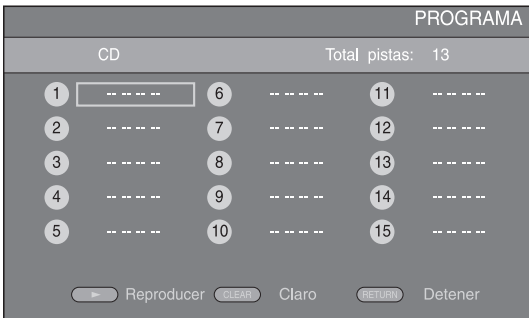 PROGRAMA
CD Total pistas: 13
1 -- -- -- -- 6 -- -- -- -- 11 -- -- -- --
2 -- -- -- -- 7 -- -- -- -- 12 -- -- -- --
3 -- -- -- -- 8 -- -- -- -- 13 -- -- -- --
4 -- -- -- -- 9 -- -- -- -- 14 -- -- -- --
5 -- -- -- -- 10 -- -- -- -- 15 -- -- -- --
Reproducer CLEAR Claro RETURN Detener